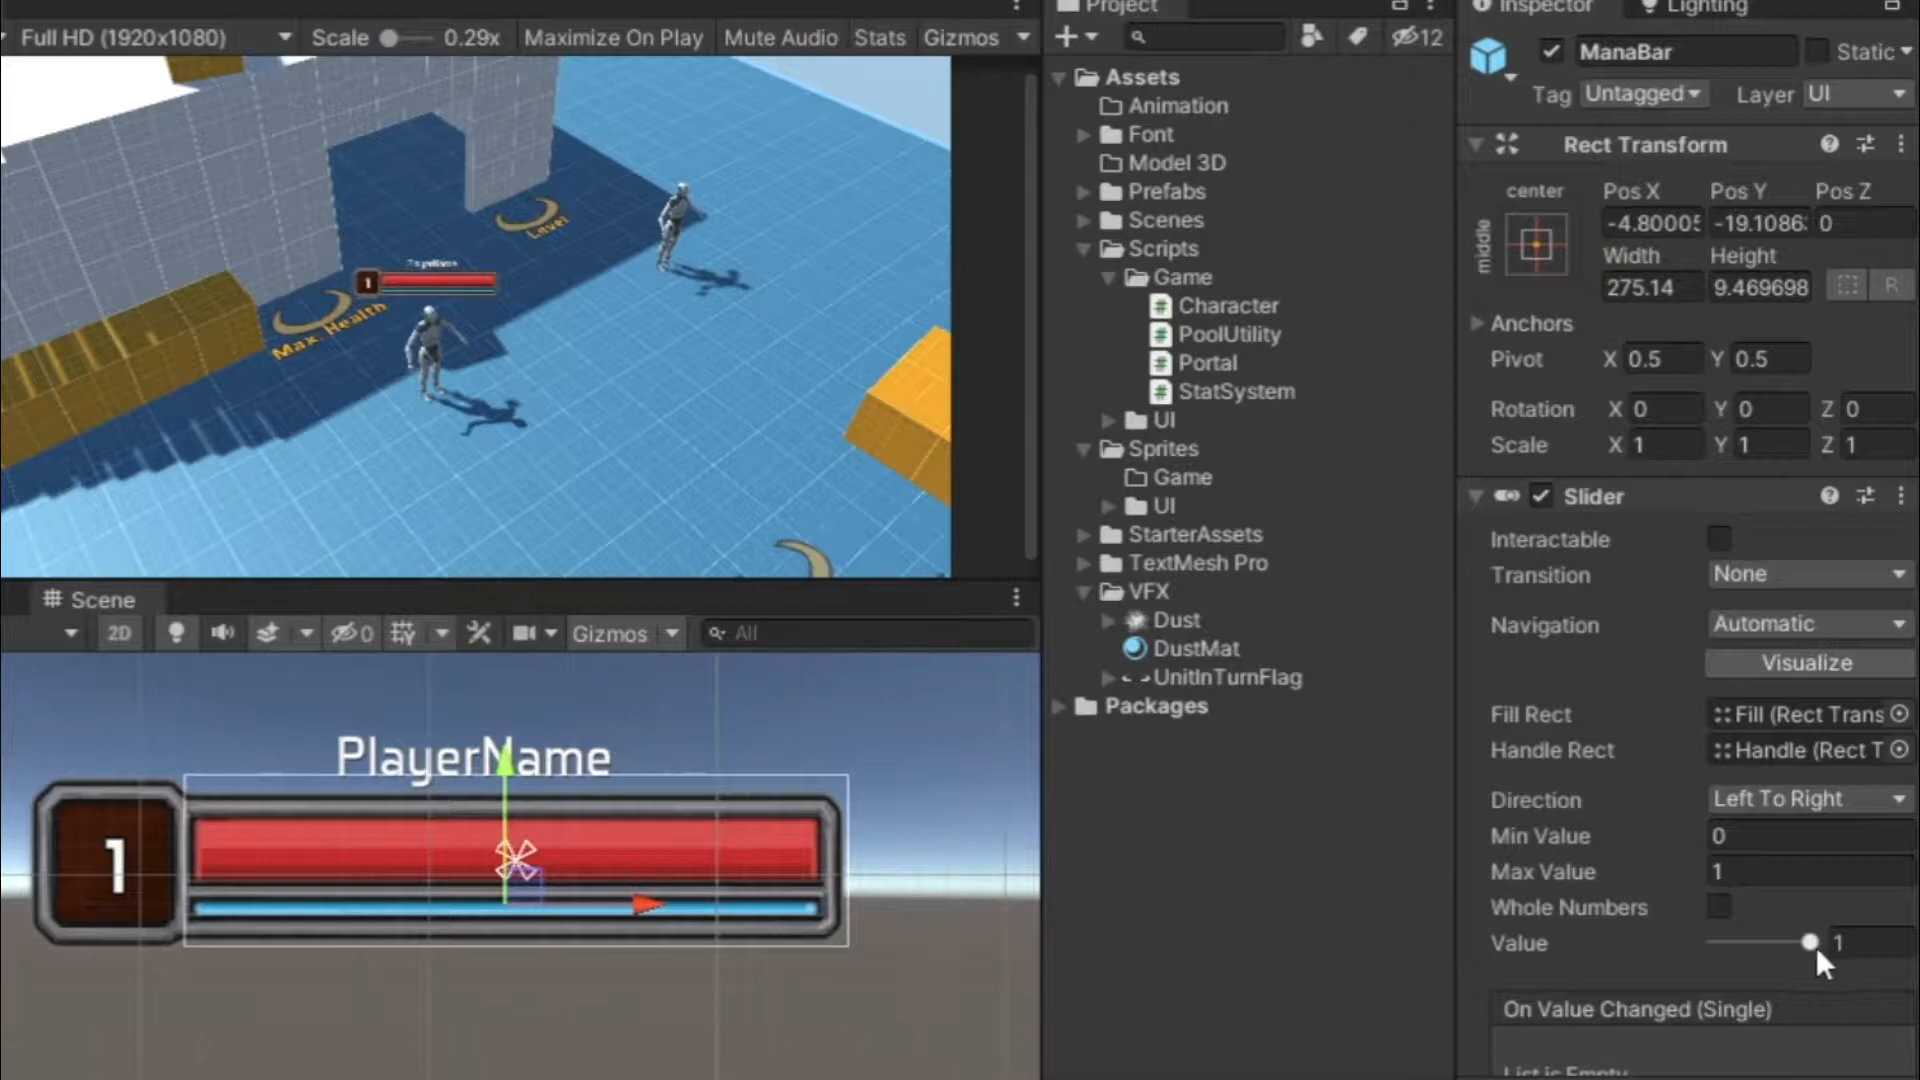 Full HD (1920x1080)
Scale
0.29x
Maximize On Play
Mute Audio
Stats
Gizmos
Level
1
Max. Health
Scene
2D
0
Gizmos
All
PlayerName
1
Project
12
Assets
Animation
Font
Model 3D
Prefabs
Scenes
Scripts
Game
Character
PoolUtility
Portal
StatSystem
UI
Sprites
Game
UI
StarterAssets
TextMesh Pro
VFX
Dust
DustMat
UnitInTurnFlag
Packages
Inspector
Lighting
ManaBar
Static
Tag Untagged
Layer UI
Rect Transform
center
middle
Pos X
Pos Y
Pos Z
-4.80005
-19.1086
0
Width
Height
275.14
9.469698
R
Anchors
Pivot
X 0.5
Y 0.5
Rotation
X 0
Y 0
Z 0
Scale
X 1
Y 1
Z 1
Slider
Interactable
Transition
None
Navigation
Automatic
Visualize
Fill Rect
Fill (Rect Trans
Handle Rect
Handle (Rect T
Direction
Left To Right
Min Value
0
Max Value
1
Whole Numbers
Value
1
On Value Changed (Single)
List is Empty